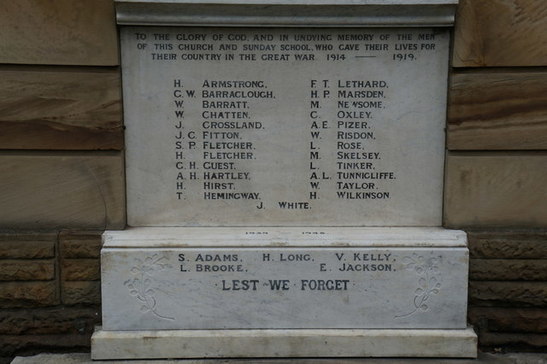 TO THE GLORY OF GOD, AND IN UNDYING MEMORY OF THE MEN
OF THIS CHURCH AND SUNDAY SCHOOL, WHO GAVE THEIR LIVES FOR
THEIR COUNTRY IN THE GREAT WAR. 1914 — 1919.
H. ARMSTRONG.
C. W. BARRACLOUGH.
W. BARRATT.
W. CHATTEN.
J. CROSSLAND.
J. C. FITTON.
S. P. FLETCHER.
H. FLETCHER.
C. H. GUEST.
A. H. HARTLEY.
H. HIRST.
T. HEMINGWAY.
F. T. LETHARD.
H. P. MARSDEN.
M. NEWSOME.
C. OXLEY.
A. E. PIZER.
W. RISDON.
L. ROSE.
M. SKELSEY.
L. TINKER.
A. L. TUNNICLIFFE.
W. TAYLOR.
H. WILKINSON
J. WHITE.
S. ADAMS. H. LONG. V. KELLY.
L. BROOKE. E. JACKSON.
LEST WE FORGET